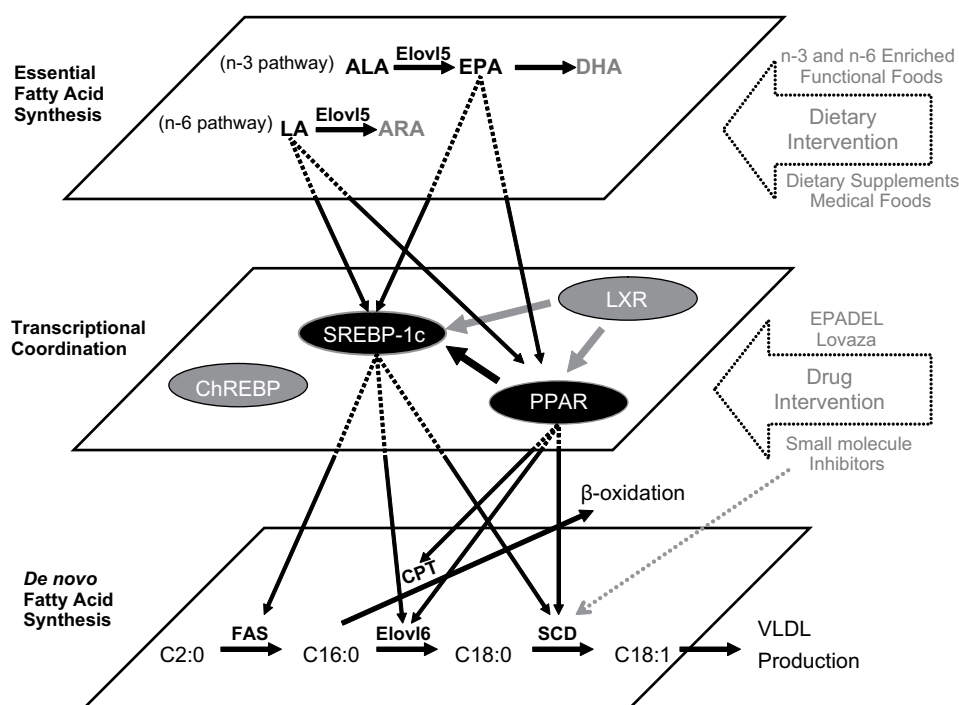 Essential
Fatty Acid
Synthesis
(n-3 pathway) ALA Elovl5 EPA DHA
(n-6 pathway) LA Elovl5 ARA
n-3 and n-6 Enriched
Functional Foods
Dietary
Intervention
Dietary Supplements
Medical Foods
Transcriptional
Coordination
LXR
SREBP-1c
ChREBP
PPAR
EPADEL
Lovaza
Drug
Intervention
Small molecule
Inhibitors
De novo
Fatty Acid
Synthesis
β-oxidation
CPT
FAS Elovl6 SCD
C2:0 C16:0 C18:0 C18:1
VLDL
Production